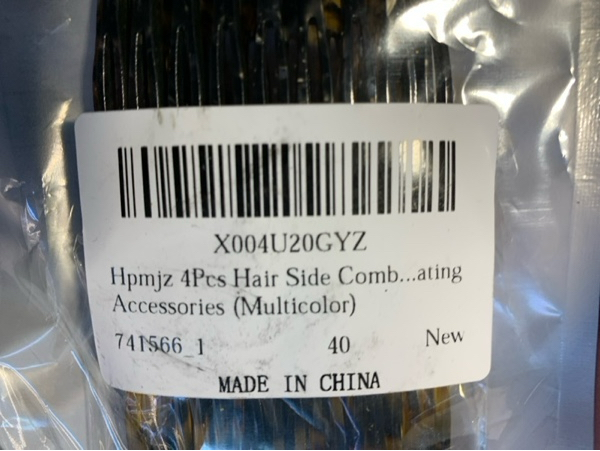 X004U20GYZ
Hpmjz 4Pcs Hair Side Comb...ating
Accessories (Multicolor)
741566_1 40 New
MADE IN CHINA